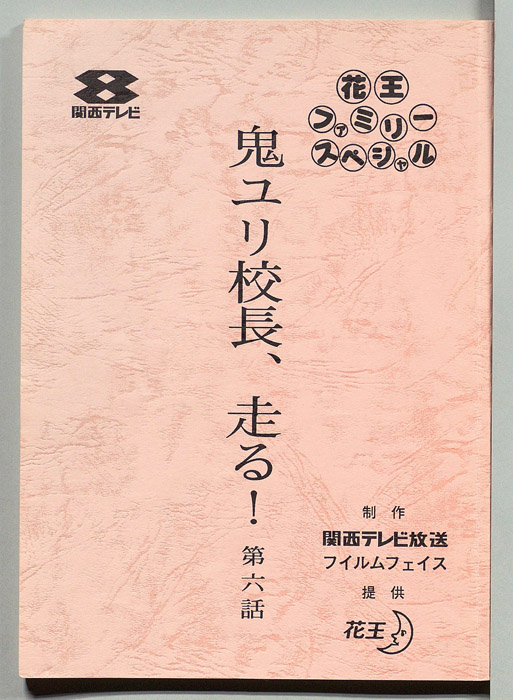 関西テレビ
花王
ファミリー
スペシャル
鬼ユリ校長、走る!
第六話
制作
関西テレビ放送
フイルムフェイス
提供
花王